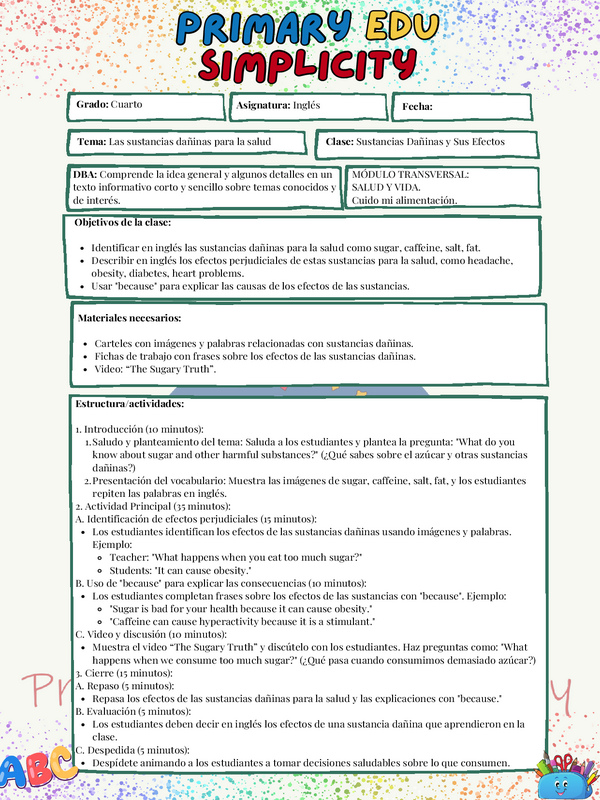 PRIMARY EDU
SIMPLICITY
Grado: Cuarto
Asignatura: Inglés
Fecha:
Tema: Las sustancias dañinas para la salud
Clase: Sustancias Dañinas y Sus Efectos
DBA: Comprende la idea general y algunos detalles en un
texto informativo corto y sencillo sobre temas conocidos y
de interés.
MÓDULO TRANSVERSAL:
SALUD Y VIDA.
Cuido mi alimentación.
Objetivos de la clase:
• Identificar en inglés las sustancias dañinas para la salud como sugar, caffeine, salt, fat.
• Describir en inglés los efectos perjudiciales de estas sustancias para la salud, como headache,
obesity, diabetes, heart problems.
• Usar "because" para explicar las causas de los efectos de las sustancias.
Materiales necesarios:
• Carteles con imágenes y palabras relacionadas con sustancias dañinas.
• Fichas de trabajo con frases sobre los efectos de las sustancias dañinas.
• Video: “The Sugary Truth”.
Estructura/actividades:
1. Introducción (10 minutos):
1. Saludo y planteamiento del tema: Saluda a los estudiantes y plantea la pregunta: "What do you
know about sugar and other harmful substances?" (¿Qué sabes sobre el azúcar y otras sustancias
dañinas?)
2. Presentación del vocabulario: Muestra las imágenes de sugar, caffeine, salt, fat, y los estudiantes
repiten las palabras en inglés.
2. Actividad Principal (35 minutos):
A. Identificación de efectos perjudiciales (15 minutos):
• Los estudiantes identifican los efectos de las sustancias dañinas usando imágenes y palabras.
Ejemplo:
○ Teacher: "What happens when you eat too much sugar?"
○ Students: "It can cause obesity."
B. Uso de "because" para explicar las consecuencias (10 minutos):
• Los estudiantes completan frases sobre los efectos de las sustancias con "because". Ejemplo:
○ "Sugar is bad for your health because it can cause obesity."
○ "Caffeine can cause hyperactivity because it is a stimulant."
C. Video y discusión (10 minutos):
• Muestra el video “The Sugary Truth” y discútelo con los estudiantes. Haz preguntas como: "What
happens when we consume too much sugar?" (¿Qué pasa cuando consumimos demasiado azúcar?)
3. Cierre (15 minutos):
A. Repaso (5 minutos):
• Repasa los efectos de las sustancias dañinas para la salud y las explicaciones con "because."
B. Evaluación (5 minutos):
• Los estudiantes deben decir en inglés los efectos de una sustancia dañina que aprendieron en la
clase.
C. Despedida (5 minutos):
• Despídete animando a los estudiantes a tomar decisiones saludables sobre lo que consumen.
ABC